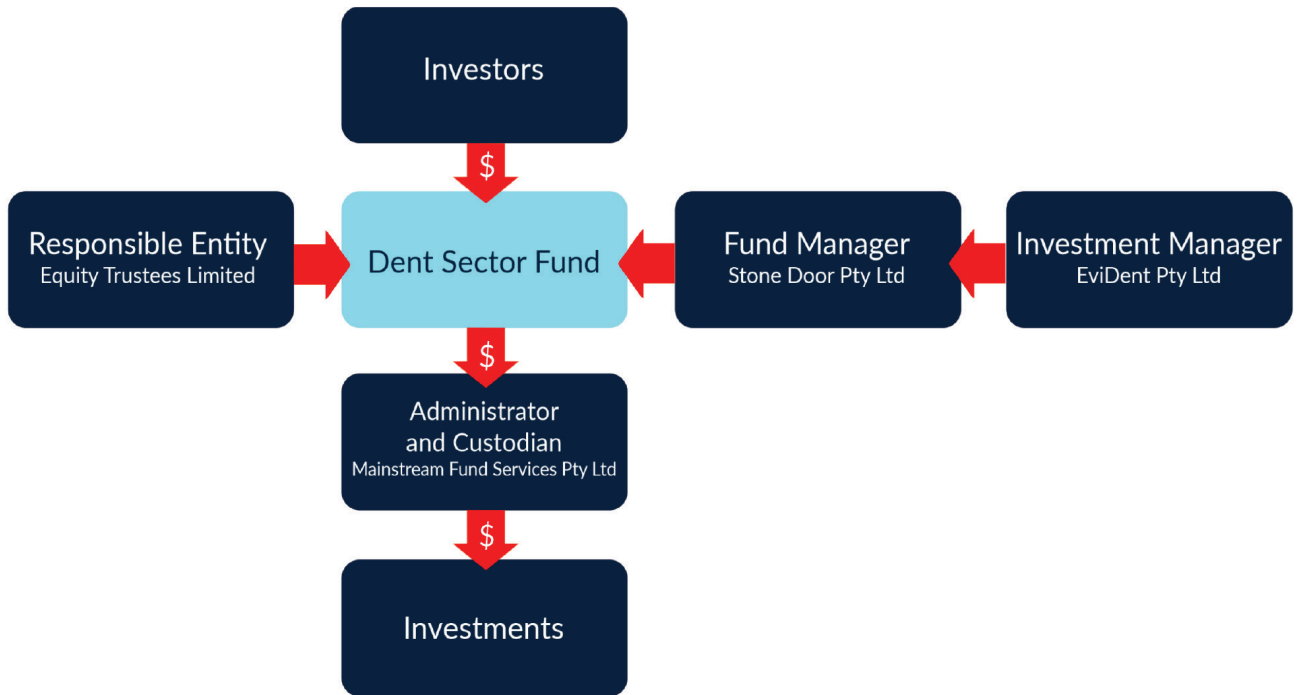 Investors
$
Responsible Entity
Equity Trustees Limited
Dent Sector Fund
Fund Manager
Stone Door Pty Ltd
Investment Manager
EviDent Pty Ltd
$
Administrator
and Custodian
Mainstream Fund Services Pty Ltd
$
Investments